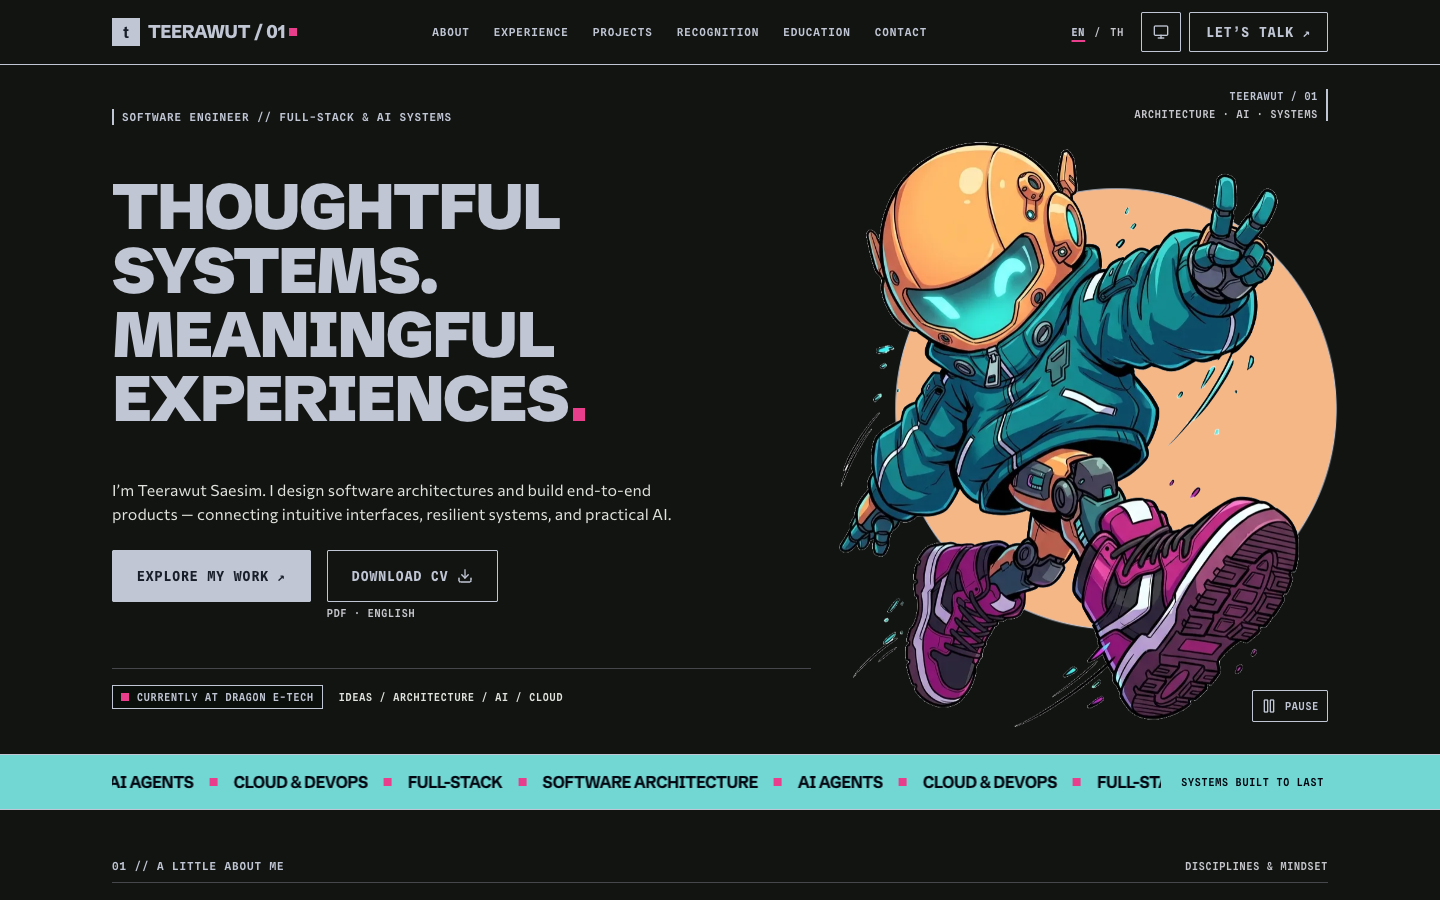 t TEERAWUT / 01
ABOUT EXPERIENCE PROJECTS RECOGNITION EDUCATION CONTACT
EN / TH
LET’S TALK ↗
TEERAWUT / 01
ARCHITECTURE · AI · SYSTEMS
SOFTWARE ENGINEER // FULL-STACK & AI SYSTEMS
THOUGHTFUL
SYSTEMS.
MEANINGFUL
EXPERIENCES.
I’m Teerawut Saesim. I design software architectures and build end-to-end
products — connecting intuitive interfaces, resilient systems, and practical AI.
EXPLORE MY WORK ↗
DOWNLOAD CV
PDF · ENGLISH
CURRENTLY AT DRAGON E-TECH
IDEAS / ARCHITECTURE / AI / CLOUD
PAUSE
AI AGENTS CLOUD & DEVOPS FULL-STACK SOFTWARE ARCHITECTURE AI AGENTS CLOUD & DEVOPS FULL-STA
SYSTEMS BUILT TO LAST
01 // A LITTLE ABOUT ME
DISCIPLINES & MINDSET